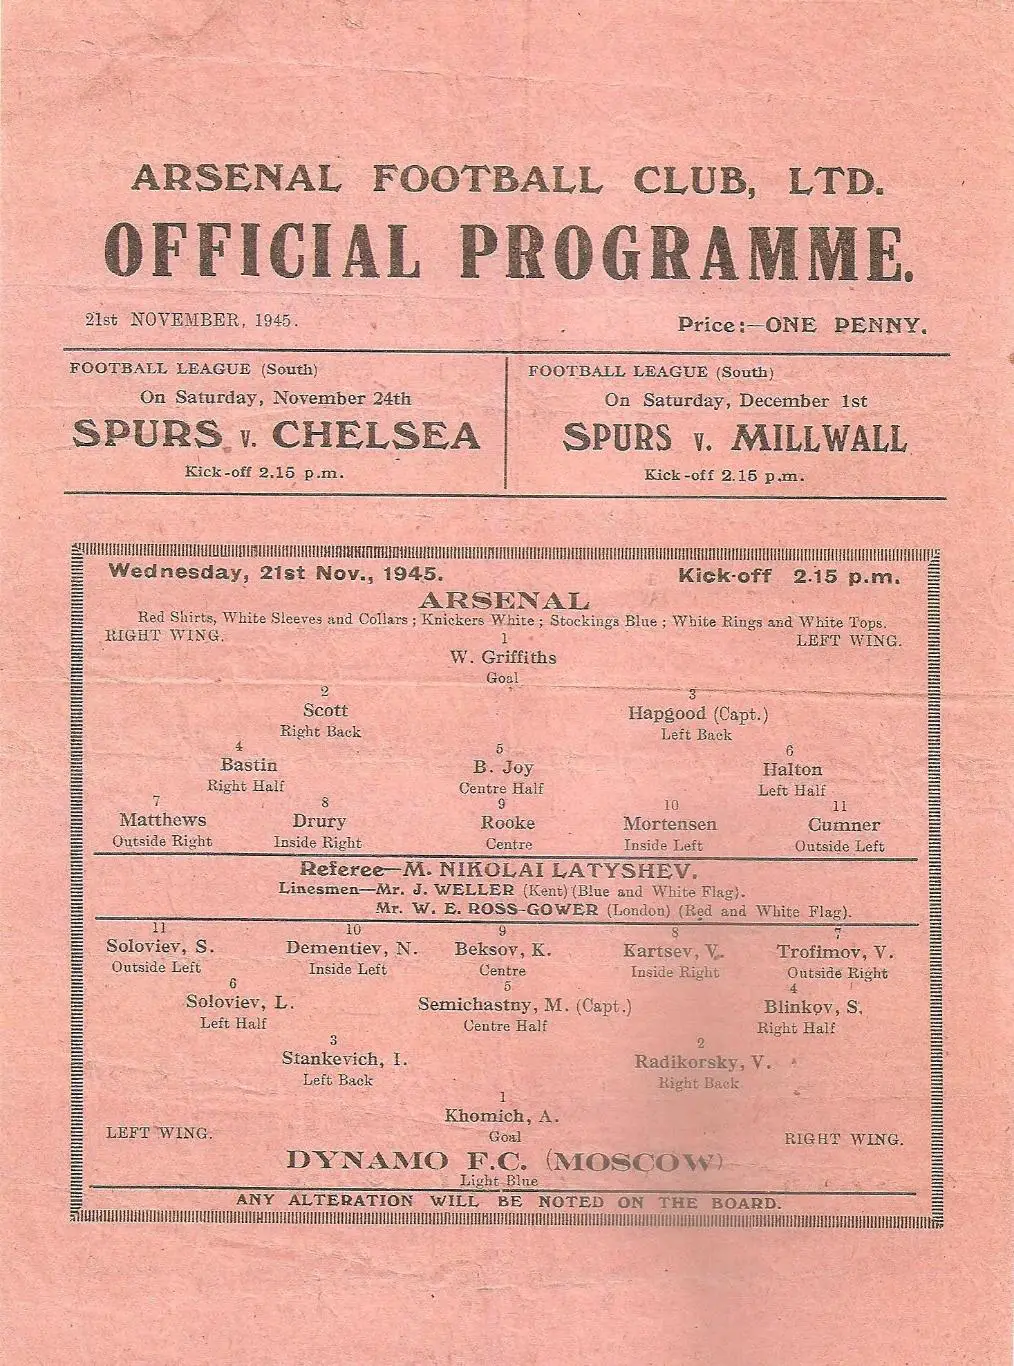 ARSENAL FOOTBALL CLUB, LTD.
OFFICIAL PROGRAMME.
21st NOVEMBER, 1945. Price:—ONE PENNY.
FOOTBALL LEAGUE (South)
On Saturday, November 24th
SPURS v. CHELSEA
Kick-off 2.15 p.m.
FOOTBALL LEAGUE (South)
On Saturday, December 1st
SPURS v. MILLWALL
Kick-off 2.15 p.m.
Wednesday, 21st Nov., 1945. Kick-off 2.15 p.m.
ARSENAL
Red Shirts, White Sleeves and Collars ; Knickers White ; Stockings Blue ; White Rings and White Tops.
RIGHT WING. 1 LEFT WING.
W. Griffiths
Goal
2 3
Scott Hapgood (Capt.)
Right Back Left Back
4 5 6
Bastin B. Joy Halton
Right Half Centre Half Left Half
7 8 9 10 11
Matthews Drury Rooke Mortensen Cumner
Outside Right Inside Right Centre Inside Left Outside Left
Referee—M. NIKOLAI LATYSHEV.
Linesmen—Mr. J. WELLER (Kent) (Blue and White Flag).
Mr. W. E. ROSS-GOWER (London) (Red and White Flag).
11 10 9 8 7
Soloviev, S. Dementiev, N. Beksov, K. Kartsev, V. Trofimov, V.
Outside Left Inside Left Centre Inside Right Outside Right
6 5 4
Soloviev, L. Semichastny, M. (Capt.) Blinkov, S.
Left Half Centre Half Right Half
3 2
Stankevich, I. Radikorsky, V.
Left Back Right Back
1
Khomich, A.
LEFT WING. Goal RIGHT WING.
DYNAMO F.C. (MOSCOW)
Light Blue
ANY ALTERATION WILL BE NOTED ON THE BOARD.